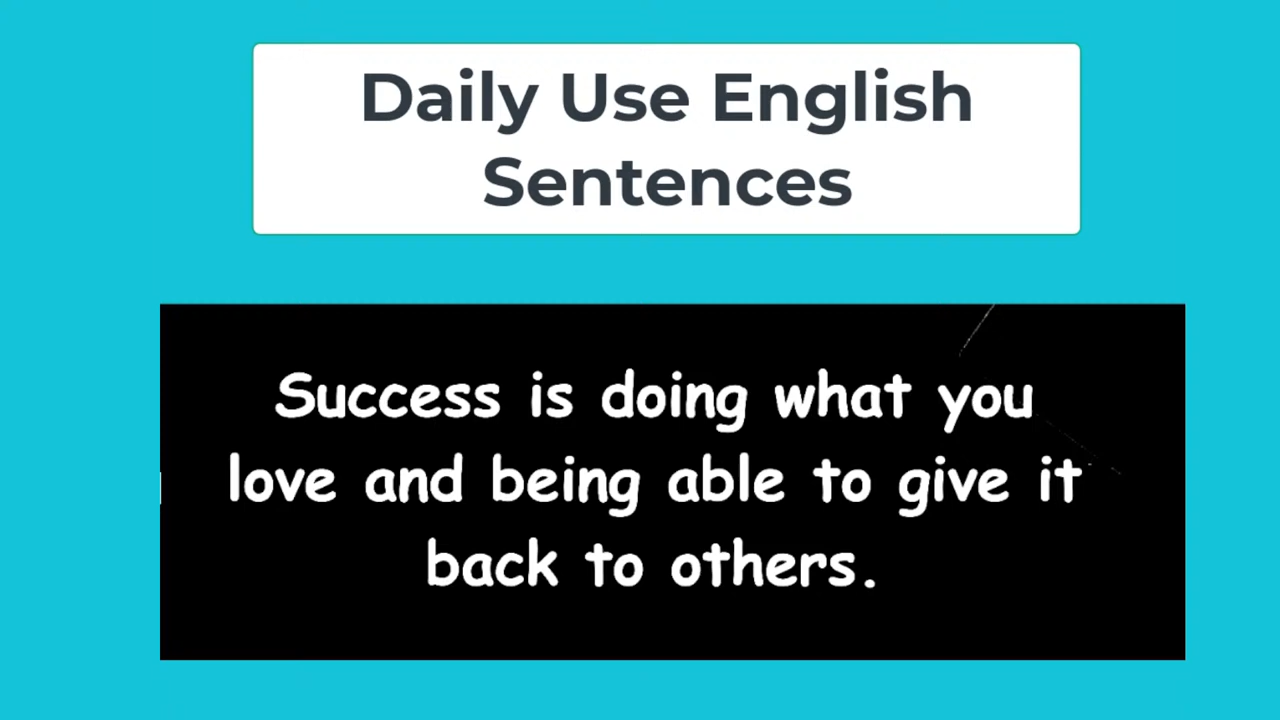 Daily Use English
Sentences
Success is doing what you
love and being able to give it
back to others.